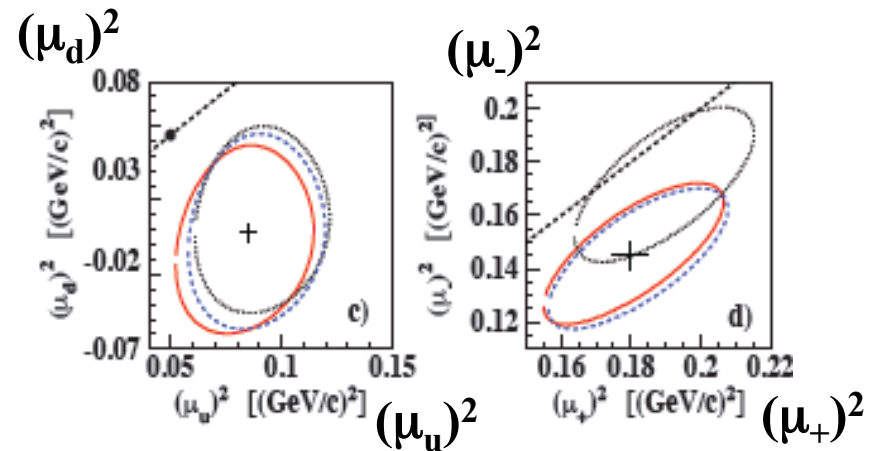 (μd)²
(μ-)²
0.08
0.03
-0.02
-0.07
(μd)² [(GeV/c)²]
c)
0.05
0.1
0.15
(μu)² [(GeV/c)²]
(μu)²
0.2
0.18
0.16
0.14
0.12
(μ-)² [(GeV/c)²]
d)
0.16
0.18
0.2
0.22
(μ+)² [(GeV/c)²]
(μ+)²